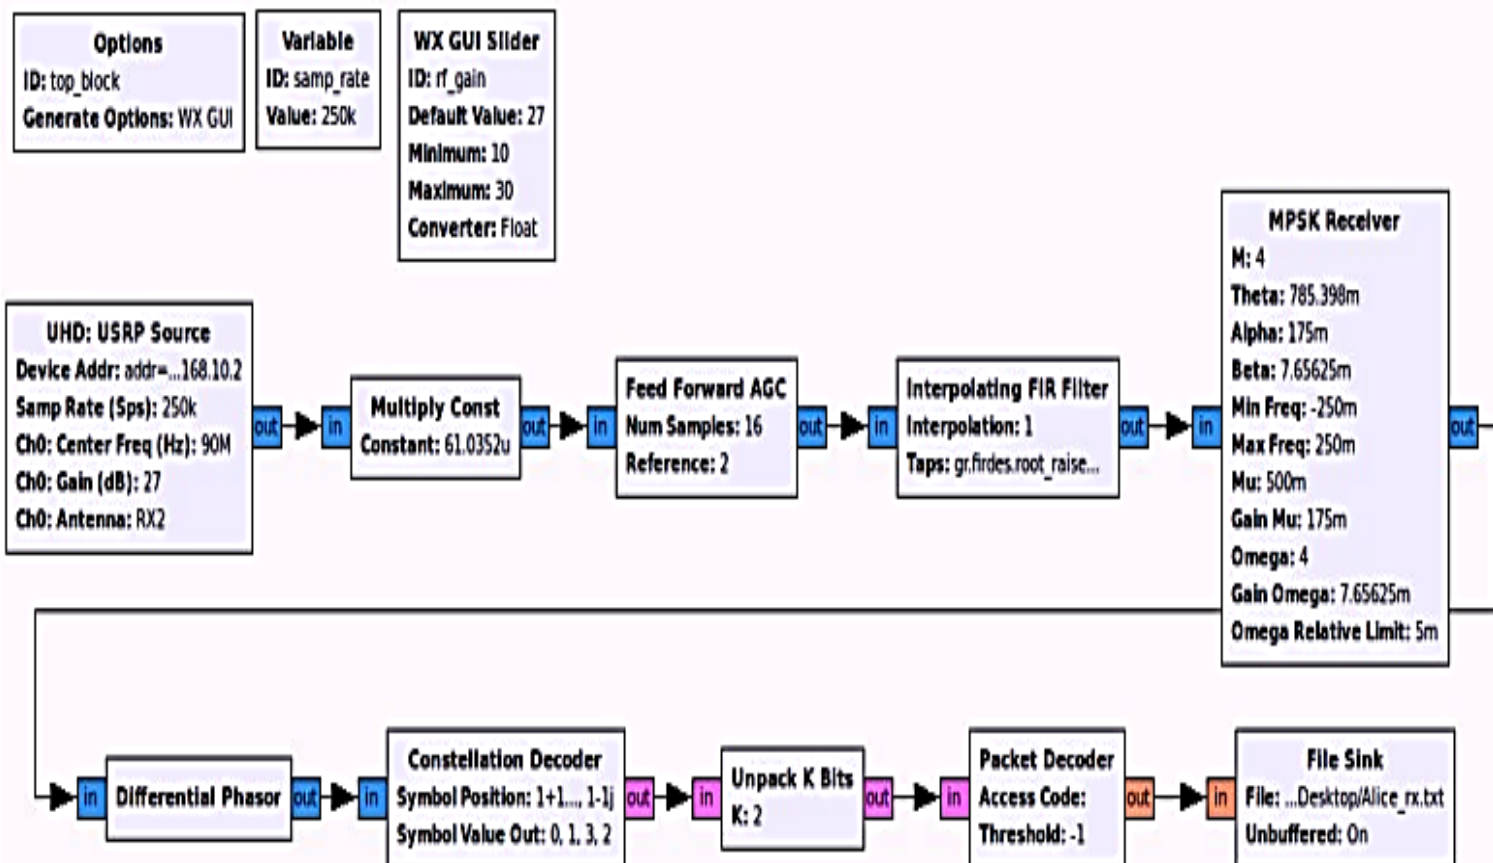 Options
ID: top_block
Generate Options: WX GUI
Variable
ID: samp_rate
Value: 250k
WX GUI Slider
ID: rf_gain
Default Value: 27
Minimum: 10
Maximum: 30
Converter: Float
UHD: USRP Source
Device Addr: addr=...168.10.2
Samp Rate (Sps): 250k
Ch0: Center Freq (Hz): 90M
Ch0: Gain (dB): 27
Ch0: Antenna: RX2
out
in
Multiply Const
Constant: 61.0352u
out
in
Feed Forward AGC
Num Samples: 16
Reference: 2
out
in
Interpolating FIR Filter
Interpolation: 1
Taps: gr.firdes.root_raise...
out
in
MPSK Receiver
M: 4
Theta: 785.398m
Alpha: 175m
Beta: 7.65625m
Min Freq: -250m
Max Freq: 250m
Mu: 500m
Gain Mu: 175m
Omega: 4
Gain Omega: 7.65625m
Omega Relative Limit: 5m
out
in
Differential Phasor
out
in
Constellation Decoder
Symbol Position: 1+1..., 1-1j
Symbol Value Out: 0, 1, 3, 2
out
in
Unpack K Bits
K: 2
out
in
Packet Decoder
Access Code:
Threshold: -1
out
in
File Sink
File: ...Desktop/Alice_rx.txt
Unbuffered: On